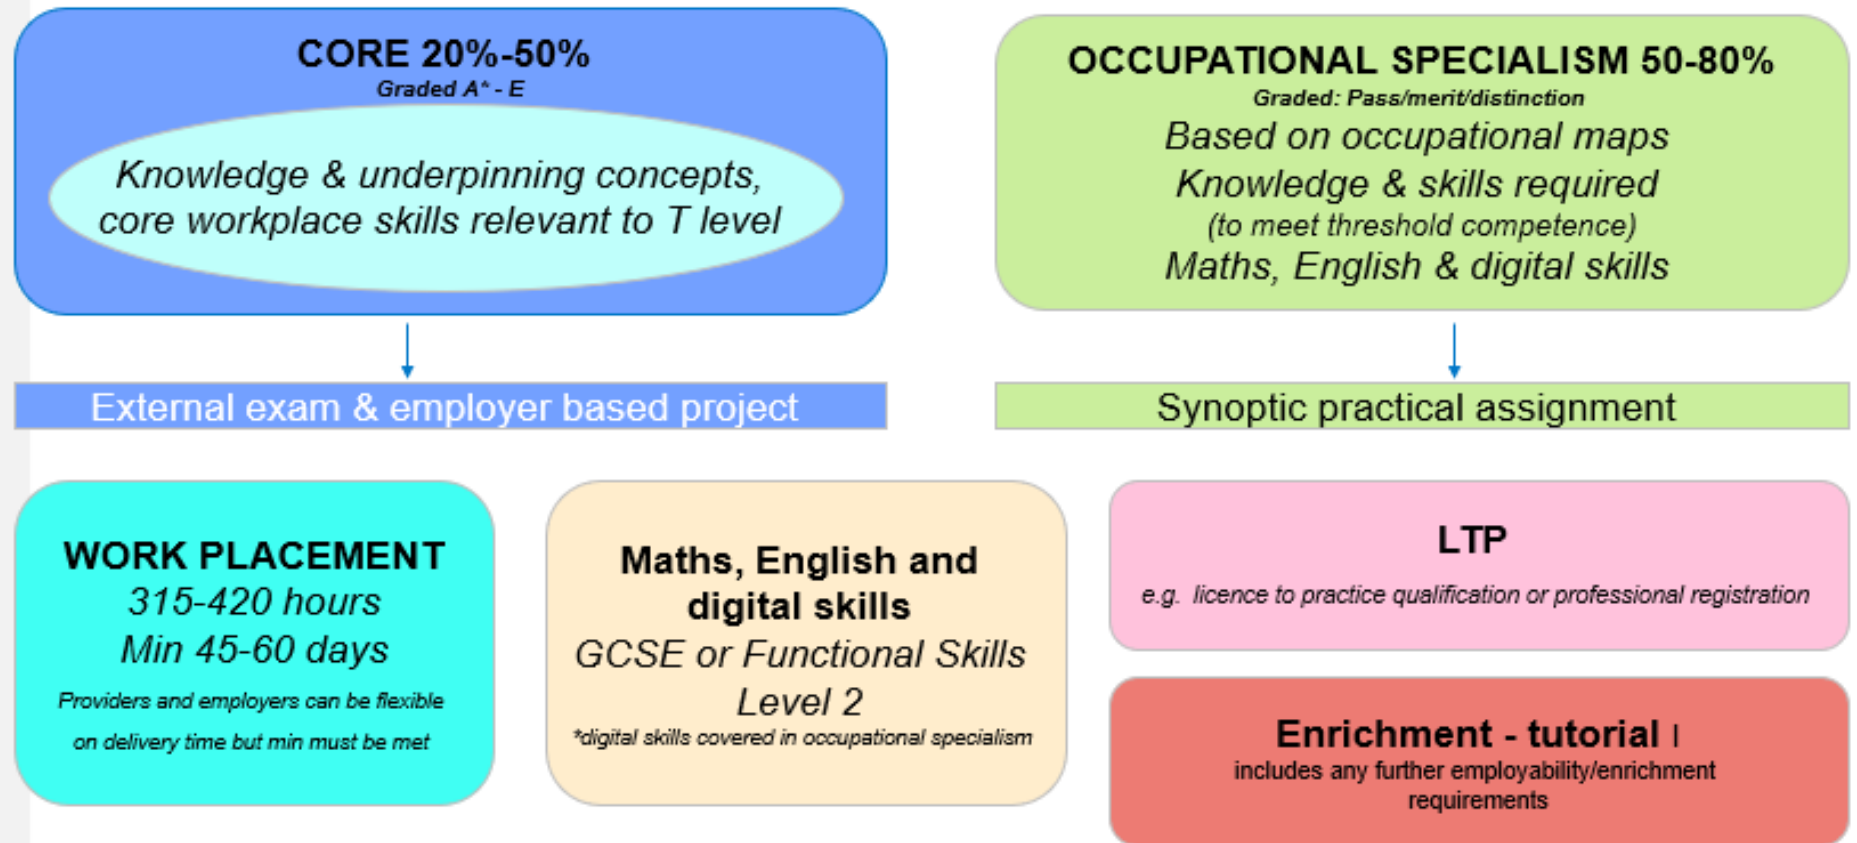 CORE 20%-50%
Graded A* - E
Knowledge & underpinning concepts,
core workplace skills relevant to T level
External exam & employer based project
OCCUPATIONAL SPECIALISM 50-80%
Graded: Pass/merit/distinction
Based on occupational maps
Knowledge & skills required
(to meet threshold competence)
Maths, English & digital skills
Synoptic practical assignment
WORK PLACEMENT
315-420 hours
Min 45-60 days
Providers and employers can be flexible
on delivery time but min must be met
Maths, English and
digital skills
GCSE or Functional Skills
Level 2
*digital skills covered in occupational specialism
LTP
e.g. licence to practice qualification or professional registration
Enrichment - tutorial |
includes any further employability/enrichment
requirements